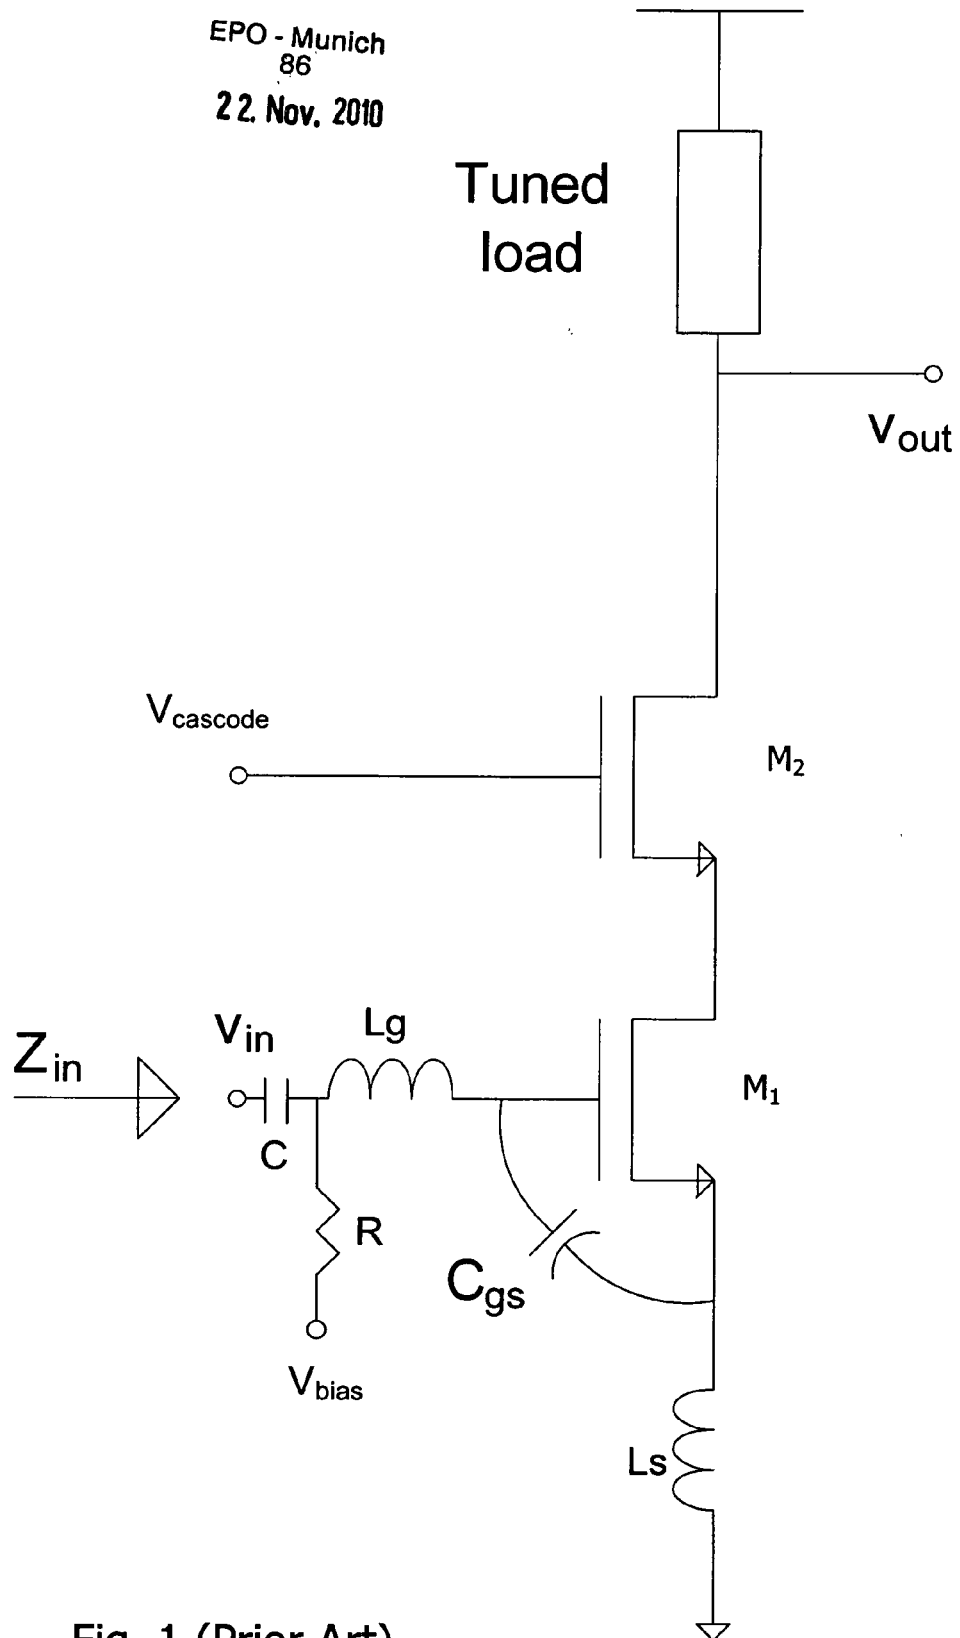 EPO - Munich
86
22. Nov. 2010
Tuned
load
Vout
Vcascode
M2
Zin
Vin
Lg
M1
C
R
Cgs
Vbias
Ls
Fig. 1 (Prior Art)